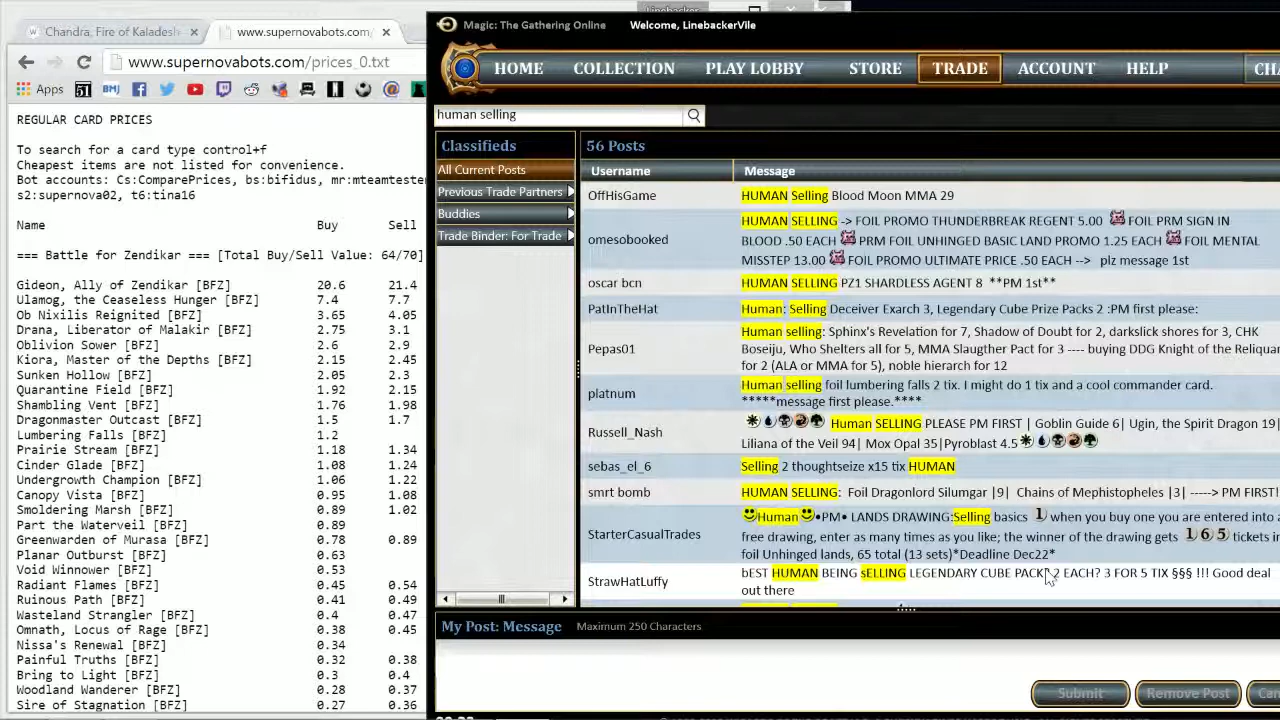 Linebacker
Chandra: Fire of Kaladesh ×
www.supernovabots.com/ ×
www.supernovabots.com/prices_0.txt
Apps
REGULAR CARD PRICES
To search for a card type control+f
Cheapest items are not listed for convenience.
Bot accounts: Cs:ComparePrices, bs:bifidus, mr:mteamtester
s2:supernova02, t6:tina16
Name Buy Sell
=== Battle for Zendikar === [Total Buy/Sell Value: 64/70]
Gideon, Ally of Zendikar [BFZ] 20.6 21.4
Ulamog, the Ceaseless Hunger [BFZ] 7.4 7.7
Ob Nixilis Reignited [BFZ] 3.65 4.05
Drana, Liberator of Malakir [BFZ] 2.75 3.1
Oblivion Sower [BFZ] 2.6 2.9
Kiora, Master of the Depths [BFZ] 2.15 2.45
Sunken Hollow [BFZ] 2.05 2.3
Quarantine Field [BFZ] 1.92 2.15
Shambling Vent [BFZ] 1.76 1.98
Dragonmaster Outcast [BFZ] 1.5 1.7
Lumbering Falls [BFZ] 1.2
Prairie Stream [BFZ] 1.18 1.34
Cinder Glade [BFZ] 1.08 1.24
Undergrowth Champion [BFZ] 1.06 1.22
Canopy Vista [BFZ] 0.95 1.08
Smoldering Marsh [BFZ] 0.89 1.02
Part the Waterveil [BFZ] 0.89
Greenwarden of Murasa [BFZ] 0.78 0.89
Planar Outburst [BFZ] 0.63
Void Winnower [BFZ] 0.53
Radiant Flames [BFZ] 0.45 0.54
Ruinous Path [BFZ] 0.41 0.49
Wasteland Strangler [BFZ] 0.4 0.47
Omnath, Locus of Rage [BFZ] 0.38 0.45
Nissa's Renewal [BFZ] 0.34
Painful Truths [BFZ] 0.32 0.38
Bring to Light [BFZ] 0.3 0.4
Woodland Wanderer [BFZ] 0.28 0.37
Sire of Stagnation [BFZ] 0.27 0.36
Magic: The Gathering Online Welcome, LinebackerVile
HOME COLLECTION PLAY LOBBY STORE TRADE ACCOUNT HELP CHA
human selling
Classifieds
All Current Posts
Previous Trade Partners
Buddies
Trade Binder: For Trade
56 Posts
Username Message
OffHisGame HUMAN Selling Blood Moon MMA 29
omesobooked HUMAN SELLING -> FOIL PROMO THUNDERBREAK REGENT 5.00 FOIL PRM SIGN IN
BLOOD .50 EACH PRM FOIL UNHINGED BASIC LAND PROMO 1.25 EACH FOIL MENTAL
MISSTEP 13.00 FOIL PROMO ULTIMATE PRICE .50 EACH --> plz message 1st
oscar bcn HUMAN SELLING PZ1 SHARDLESS AGENT 8 **PM 1st**
PatInTheHat Human: Selling Deceiver Exarch 3, Legendary Cube Prize Packs 2 :PM first please:
Pepas01 Human selling: Sphinx's Revelation for 7, Shadow of Doubt for 2, darkslick shores for 3, CHK
Boseiju, Who Shelters all for 5, MMA Slaugther Pact for 3 ---- buying DDG Knight of the Reliquar
for 2 (ALA or MMA for 5), noble hierarch for 12
platnum Human selling foil lumbering falls 2 tix. I might do 1 tix and a cool commander card.
*****message first please.****
Russell_Nash Human SELLING PLEASE PM FIRST | Goblin Guide 6| Ugin, the Spirit Dragon 19|
Liliana of the Veil 94| Mox Opal 35|Pyroblast 4.5
sebas_el_6 Selling 2 thoughtseize x15 tix HUMAN
smrt bomb HUMAN SELLING: Foil Dragonlord Silumgar |9| Chains of Mephistopheles |3| -----> PM FIRST!
StarterCasualTrades Human •PM• LANDS DRAWING:Selling basics 1 when you buy one you are entered into a
free drawing, enter as many times as you like; the winner of the drawing gets 1 6 5 tickets in
foil Unhinged lands, 65 total (13 sets)*Deadline Dec22*
StrawHatLuffy bEST HUMAN BEING sELLING LEGENDARY CUBE PACK 2 EACH? 3 FOR 5 TIX §§§ !!! Good deal
out there
My Post: Message Maximum 250 Characters
Submit Remove Post Can